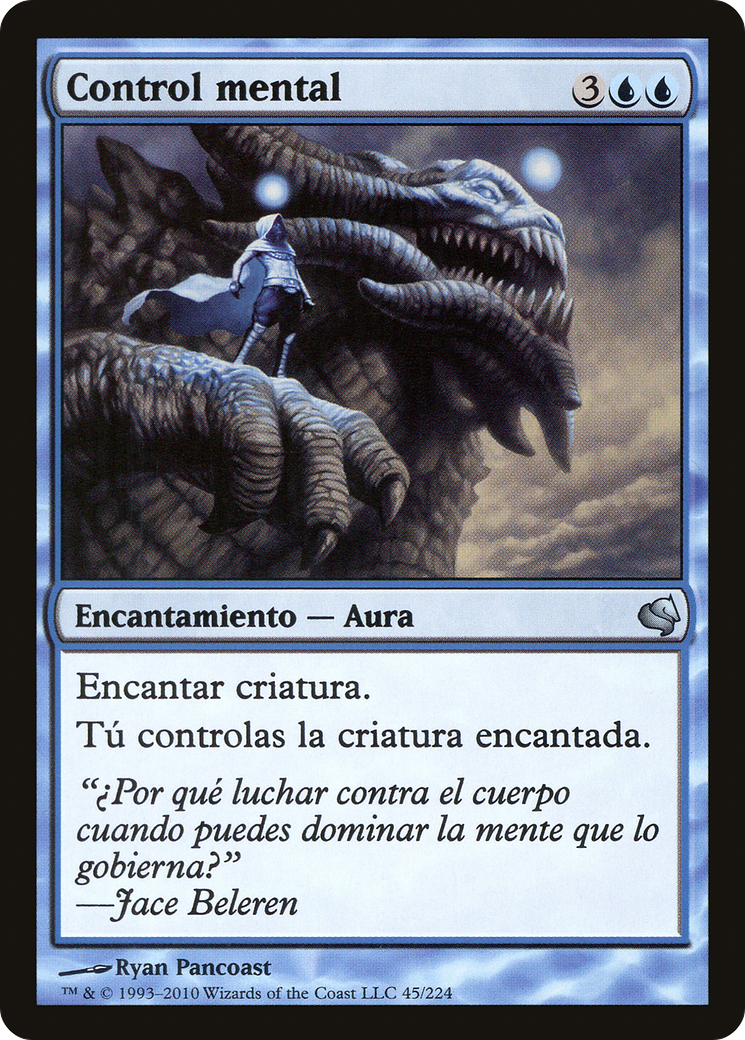 Control mental
3
Encantamiento — Aura
Encantar criatura.
Tú controlas la criatura encantada.
“¿Por qué luchar contra el cuerpo
cuando puedes dominar la mente que lo
gobierna?”
—Jace Beleren
Ryan Pancoast
™ & © 1993–2010 Wizards of the Coast LLC 45/224